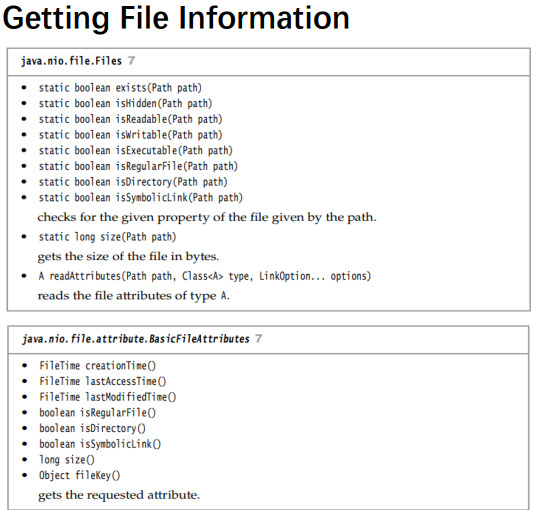 Getting File Information
java.nio.file.Files 7
• static boolean exists(Path path)
• static boolean isHidden(Path path)
• static boolean isReadable(Path path)
• static boolean isWritable(Path path)
• static boolean isExecutable(Path path)
• static boolean isRegularFile(Path path)
• static boolean isDirectory(Path path)
• static boolean isSymbolicLink(Path path)
checks for the given property of the file given by the path.
• static long size(Path path)
gets the size of the file in bytes.
• A readAttributes(Path path, Class<A> type, LinkOption... options)
reads the file attributes of type A.
java.nio.file.attribute.BasicFileAttributes 7
• FileTime creationTime()
• FileTime lastAccessTime()
• FileTime lastModifiedTime()
• boolean isRegularFile()
• boolean isDirectory()
• boolean isSymbolicLink()
• long size()
• Object fileKey()
gets the requested attribute.